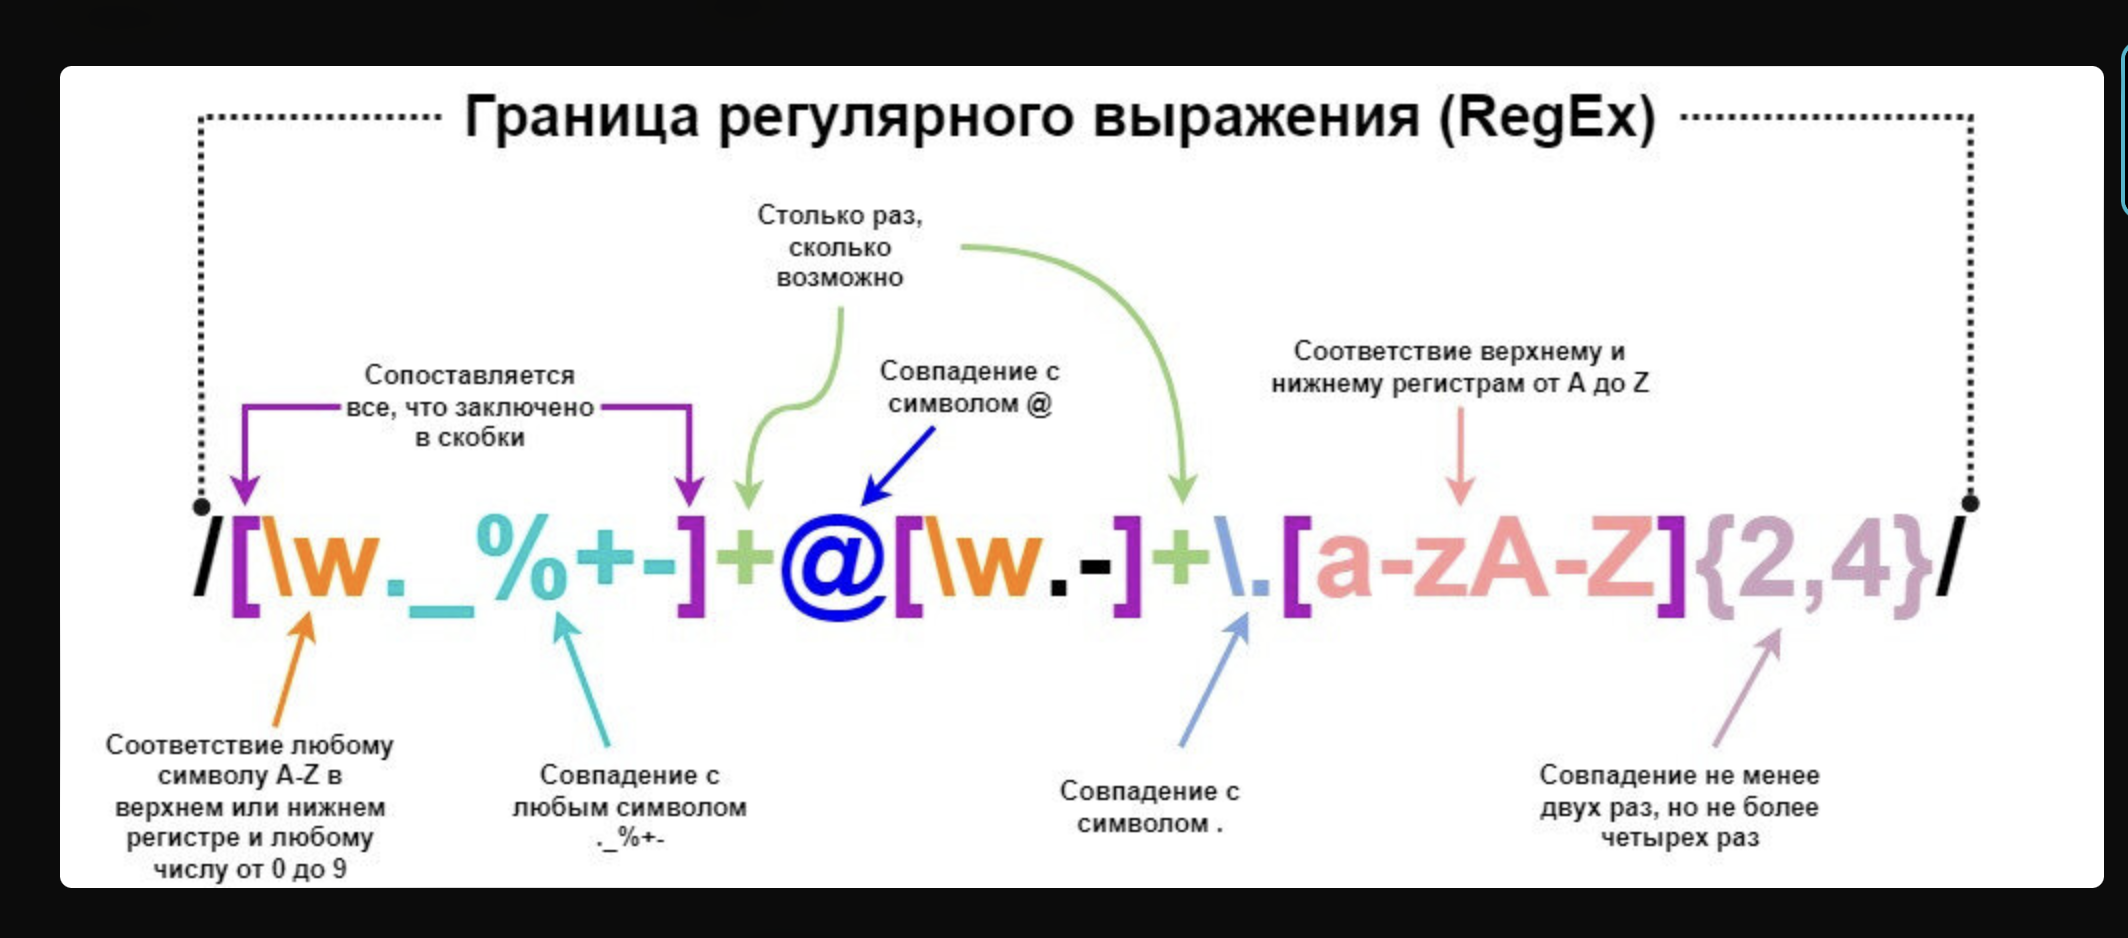 Граница регулярного выражения (RegEx)
Столько раз,
сколько
возможно
Сопоставляется
все, что заключено
в скобки
Совпадение с
символом @
Соответствие верхнему и
нижнему регистрам от A до Z
/[\w._%+-]+@[\w.-]+\.[a-zA-Z]{2,4}/
Соответствие любому
символу A-Z в
верхнем или нижнем
регистре и любому
числу от 0 до 9
Совпадение с
любым символом
._%+-
Совпадение с
символом .
Совпадение не менее
двух раз, но не более
четырех раз